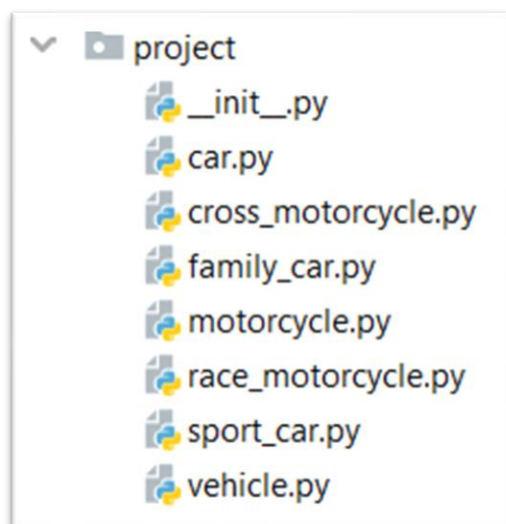 project
__init__.py
car.py
cross_motorcycle.py
family_car.py
motorcycle.py
race_motorcycle.py
sport_car.py
vehicle.py